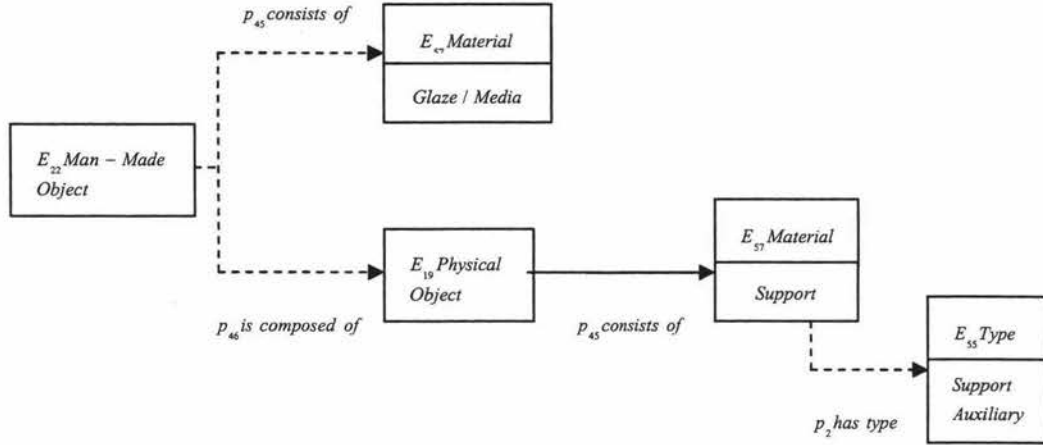 p₄₅ consists of
E₅₇ Material
Glaze / Media
E₂₂ Man – Made
Object
E₁₉ Physical
Object
p₄₆ is composed of
p₄₅ consists of
E₅₇ Material
Support
E₅₅ Type
Support
Auxiliary
p₂ has type